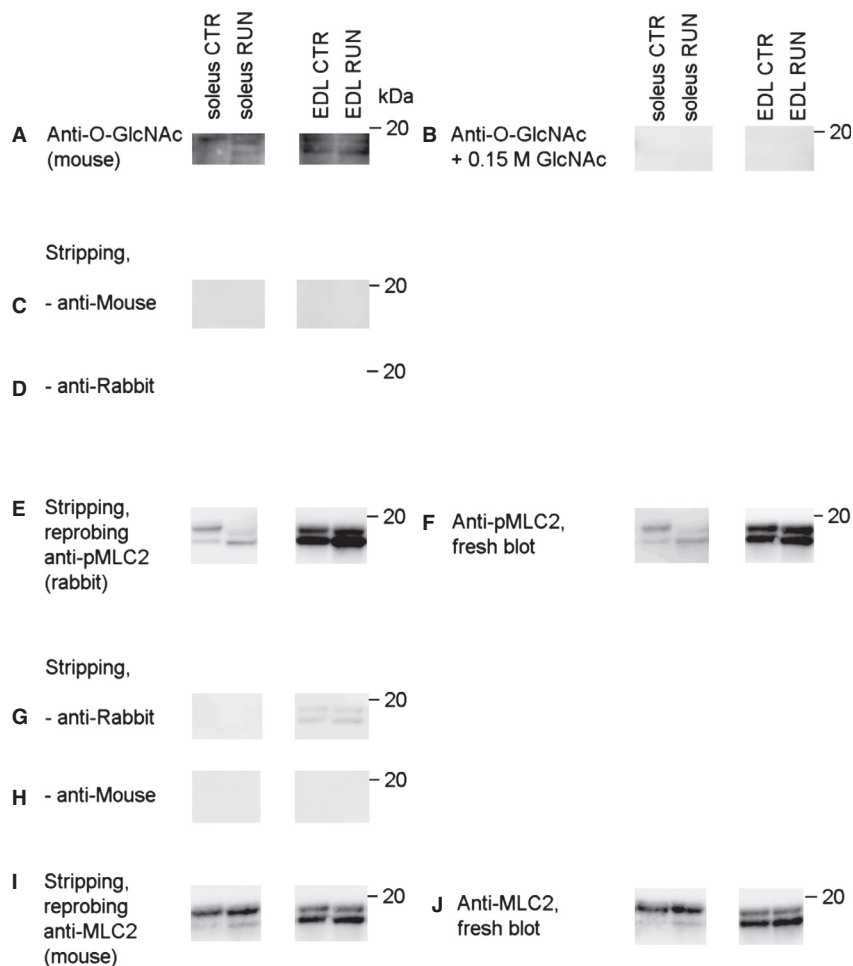 soleus CTR
soleus RUN
EDL CTR
EDL RUN
kDa
soleus CTR
soleus RUN
EDL CTR
EDL RUN
A Anti-O-GlcNAc
(mouse)
– 20
B Anti-O-GlcNAc
+ 0.15 M GlcNAc
– 20
Stripping,
C - anti-Mouse
– 20
D - anti-Rabbit
– 20
E Stripping,
reprobing
anti-pMLC2
(rabbit)
– 20
F Anti-pMLC2,
fresh blot
– 20
Stripping,
G - anti-Rabbit
– 20
H - anti-Mouse
– 20
I Stripping,
reprobing
anti-MLC2
(mouse)
– 20
J Anti-MLC2,
fresh blot
– 20